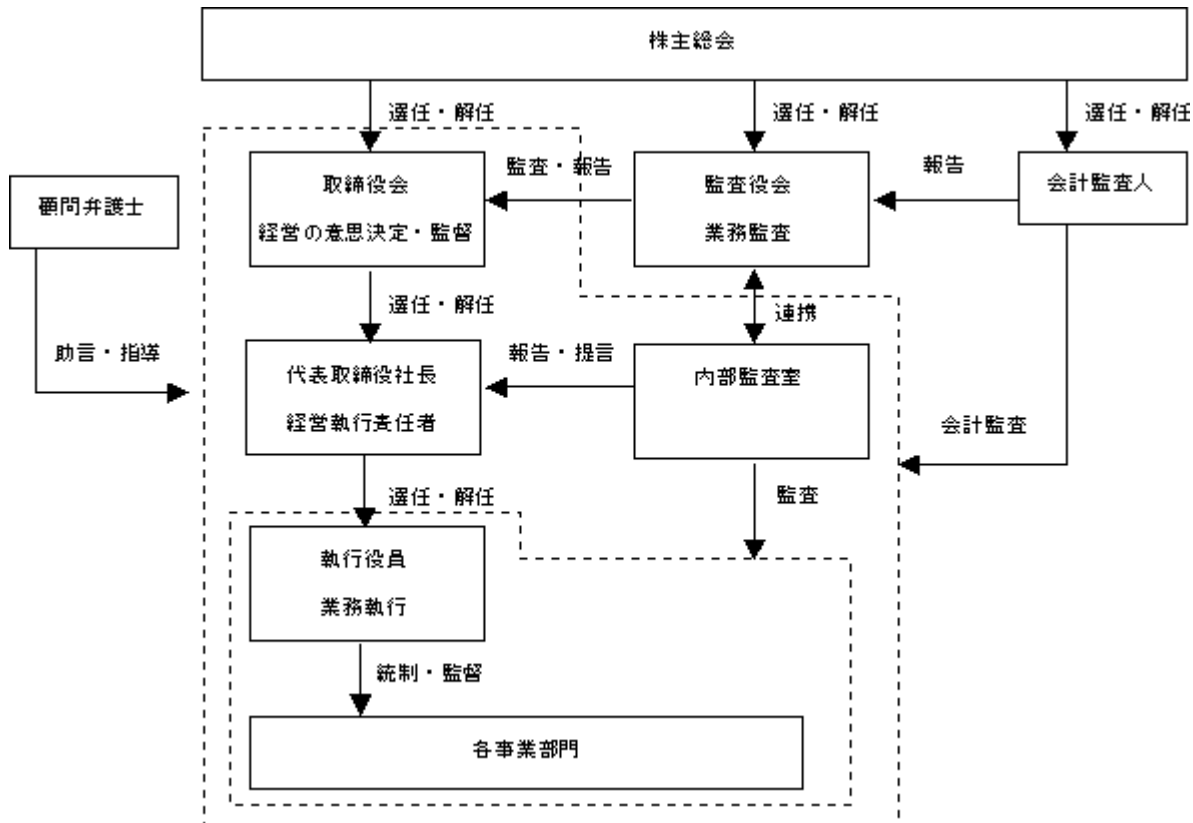 株主総会
選任・解任
選任・解任
選任・解任
顧問弁護士
取締役会
経営の意思決定・監督
監査・報告
監査役会
業務監査
報告
会計監査人
選任・解任
連携
助言・指導
代表取締役社長
経営執行責任者
報告・提言
内部監査室
会計監査
選任・解任
監査
執行役員
業務執行
統制・監督
各事業部門